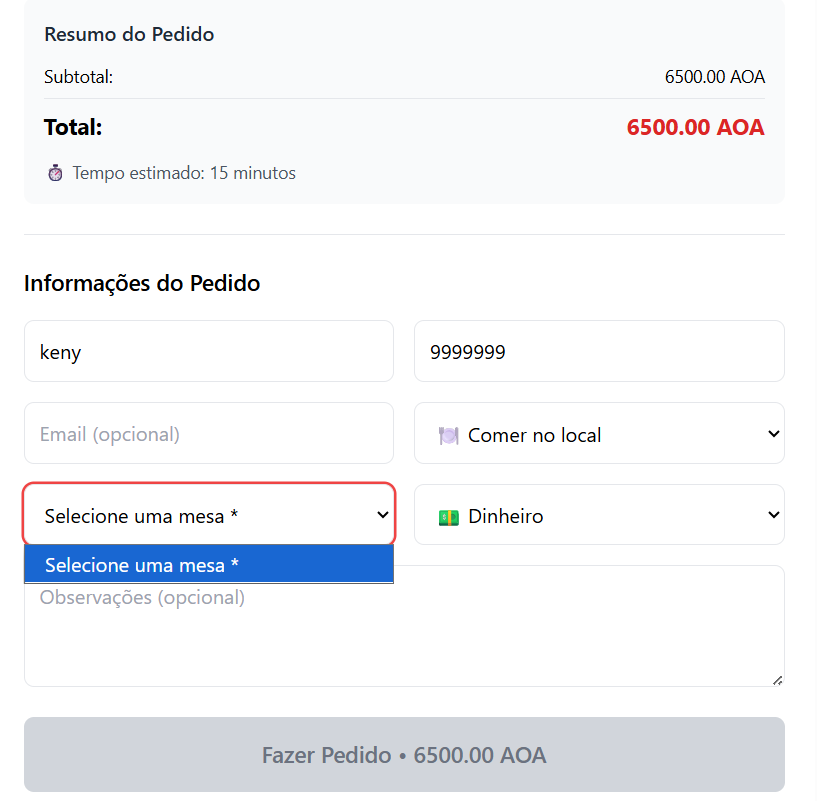 Resumo do Pedido
Subtotal: 6500.00 AOA
Total: 6500.00 AOA
Tempo estimado: 15 minutos
Informações do Pedido
keny 9999999
Email (opcional) Comer no local
Selecione uma mesa * Dinheiro
Selecione uma mesa *
Observações (opcional)
Fazer Pedido • 6500.00 AOA